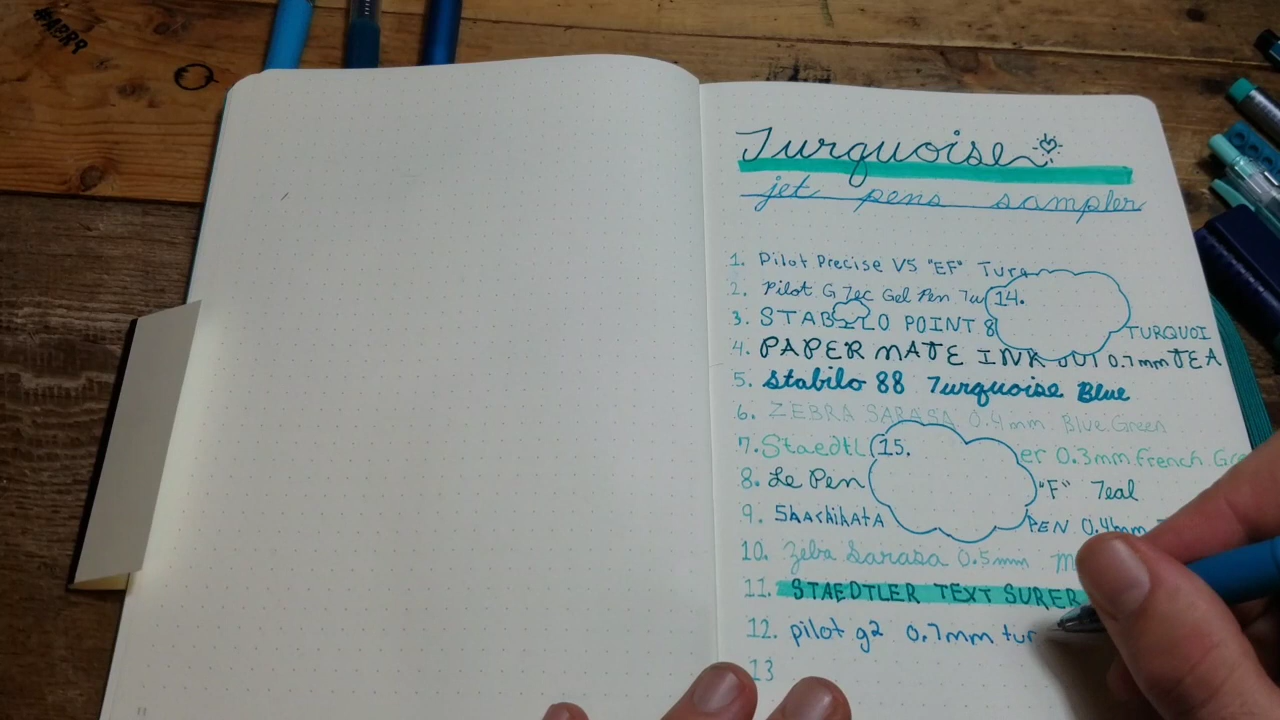 #ABR9
Turquoise
jet pens sampler
1. Pilot Precise V5 "EF" Turq
2. Pilot G Tec Gel Pen Tu
14.
3. STABILO POINT 8
TURQUOI
4. PAPER MATE INK JOY 0.7mm TEA
5. Stabilo 88 Turquoise Blue
6. ZEBRA SARASA 0.4mm Blue Green
7. Staedtl
15.
er 0.3mm French Gre
8. Le Pen
"F" Teal
9. Shachihata
PEN 0.4mm
10. Zeba Sarasa 0.5mm M
11. STAEDTLER TEXT SURFER
12. pilot g2 0.7mm tur
13